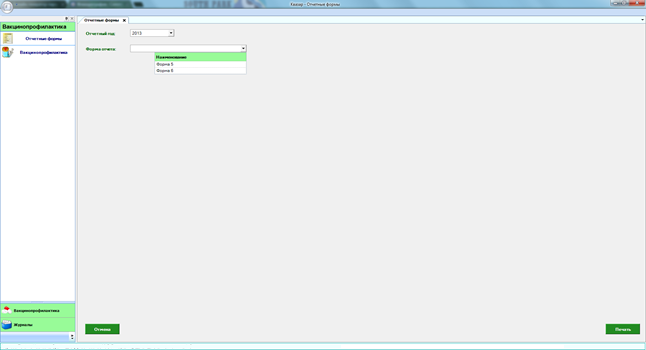 Хазар - Отчетные формы
Вакцинопрофилактика
Отчетные формы
Отчетные формы
Отчетный год:
2013
Вакцинопрофилактика
Форма отчета:
Наименование
Форма 5
Форма 6
Вакцинопрофилактика
Журналы
Отмена
Печать